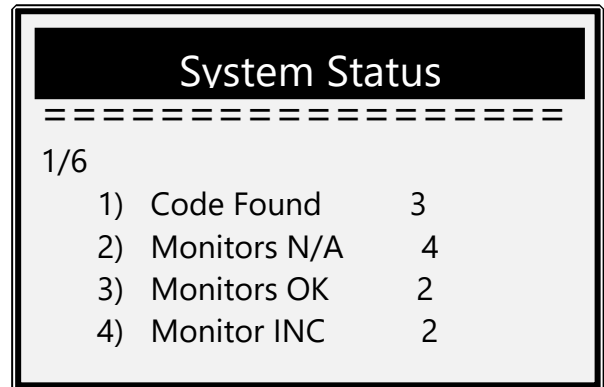 System Status
==================
1/6
1) Code Found 3
2) Monitors N/A 4
3) Monitors OK 2
4) Monitor INC 2